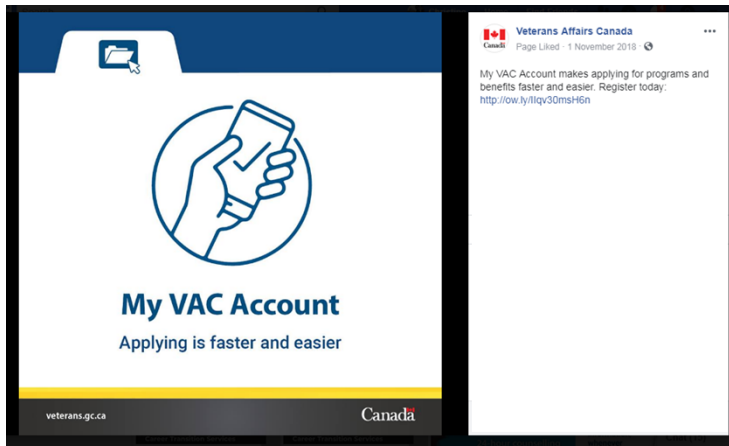 My VAC Account
Applying is faster and easier
veterans.gc.ca
Canada
Canada
Veterans Affairs Canada
Page Liked · 1 November 2018 ·
My VAC Account makes applying for programs and
benefits faster and easier. Register today:
http://ow.ly/IIqv30msH6n